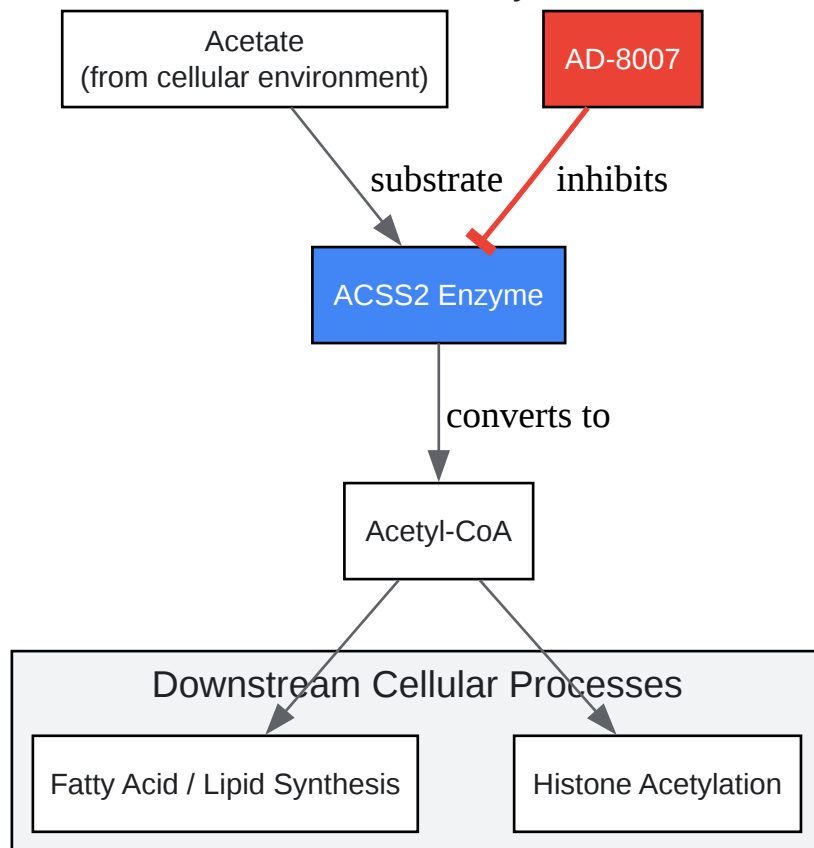 Acetate
(from cellular environment)
AD-8007
substrate
inhibits
ACSS2 Enzyme
converts to
Acetyl-CoA
Downstream Cellular Processes
Fatty Acid / Lipid Synthesis
Histone Acetylation